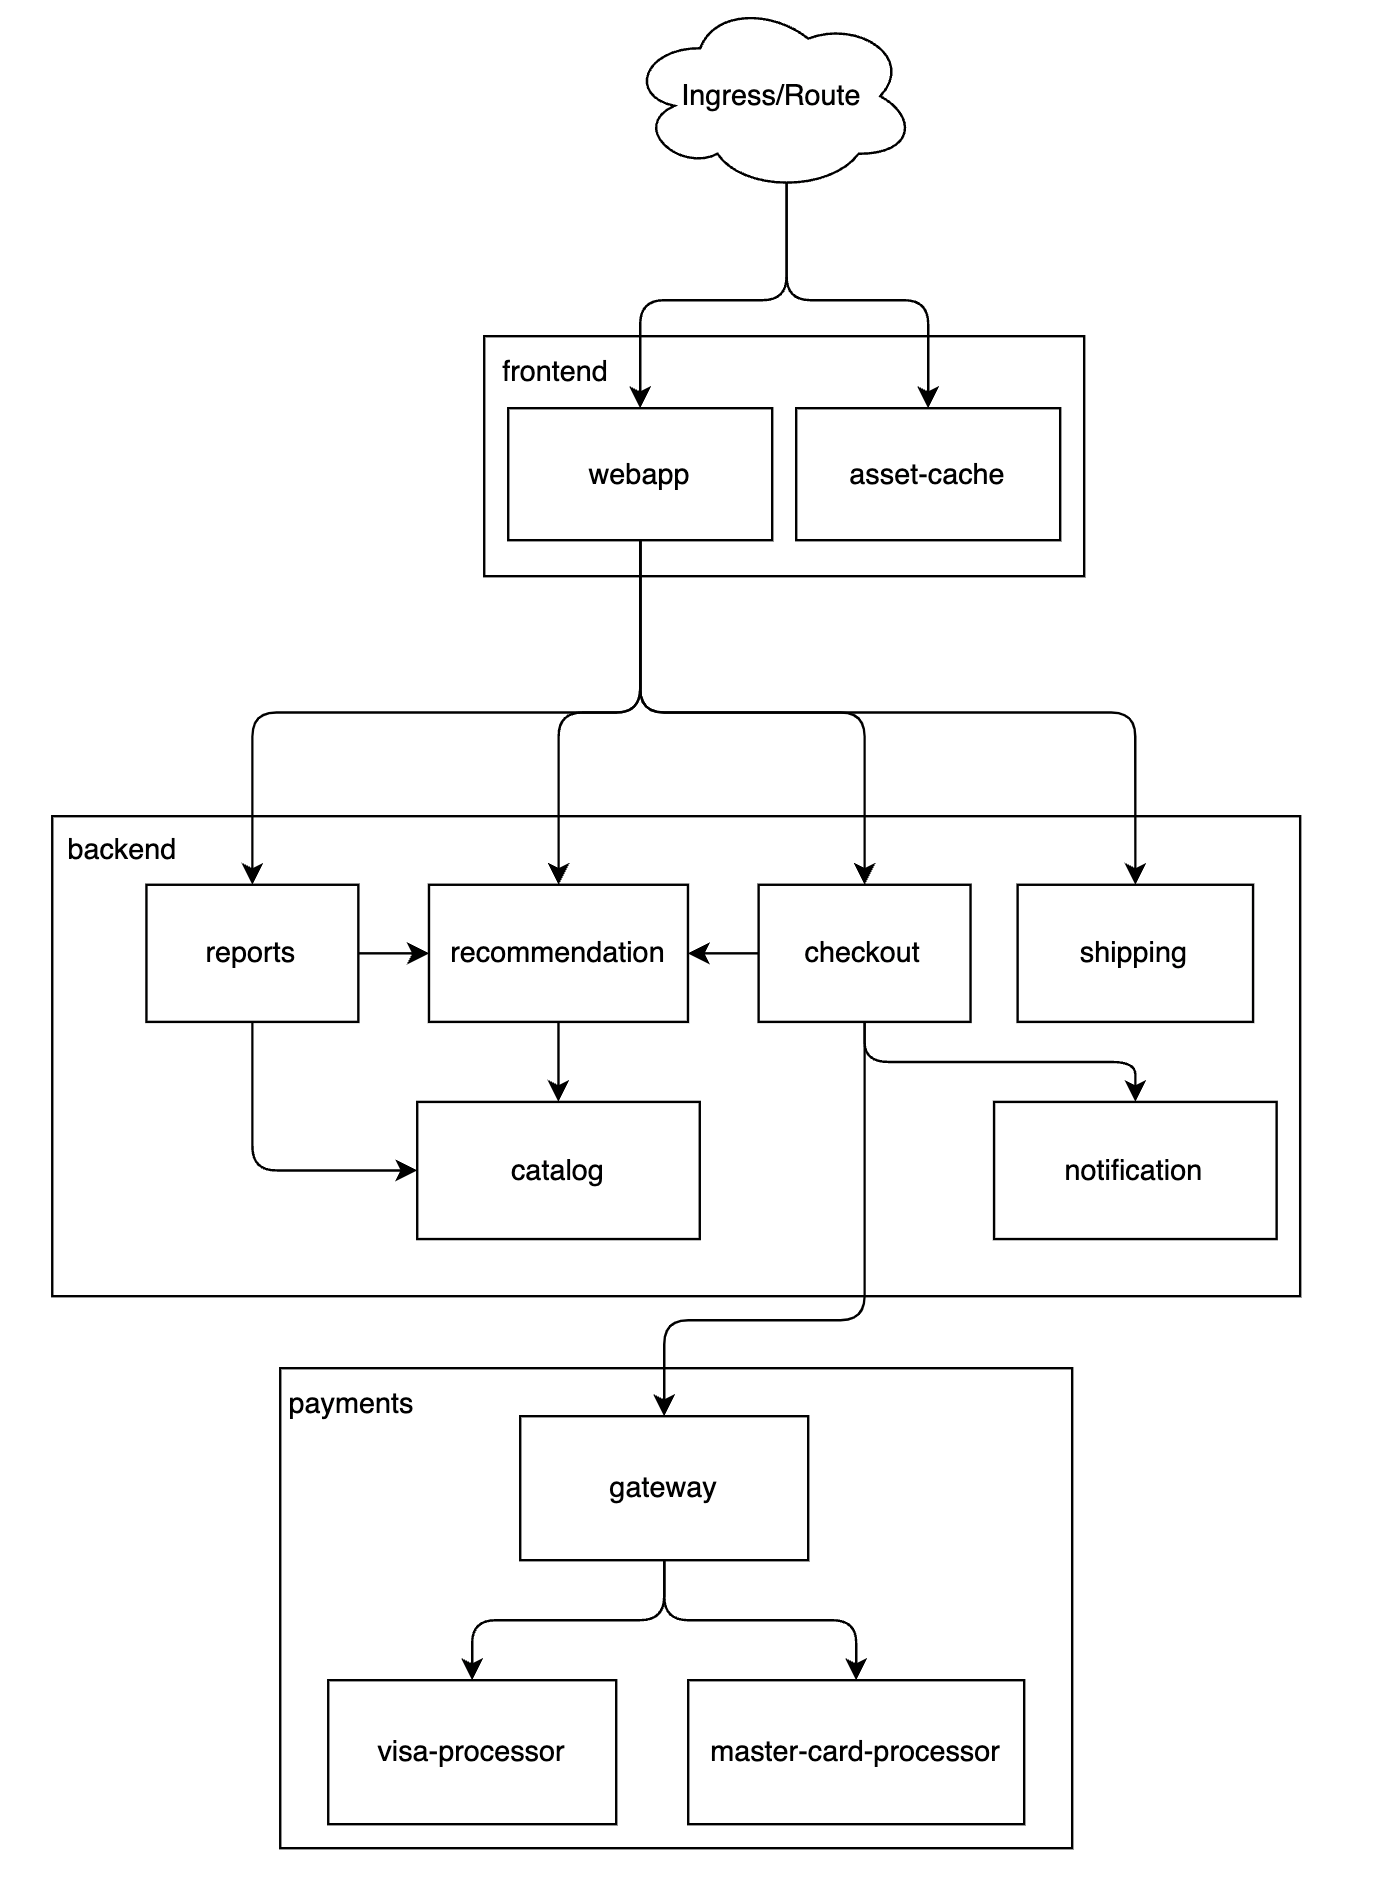 Ingress/Route
frontend
webapp
asset-cache
backend
reports
recommendation
checkout
shipping
catalog
notification
payments
gateway
visa-processor
master-card-processor